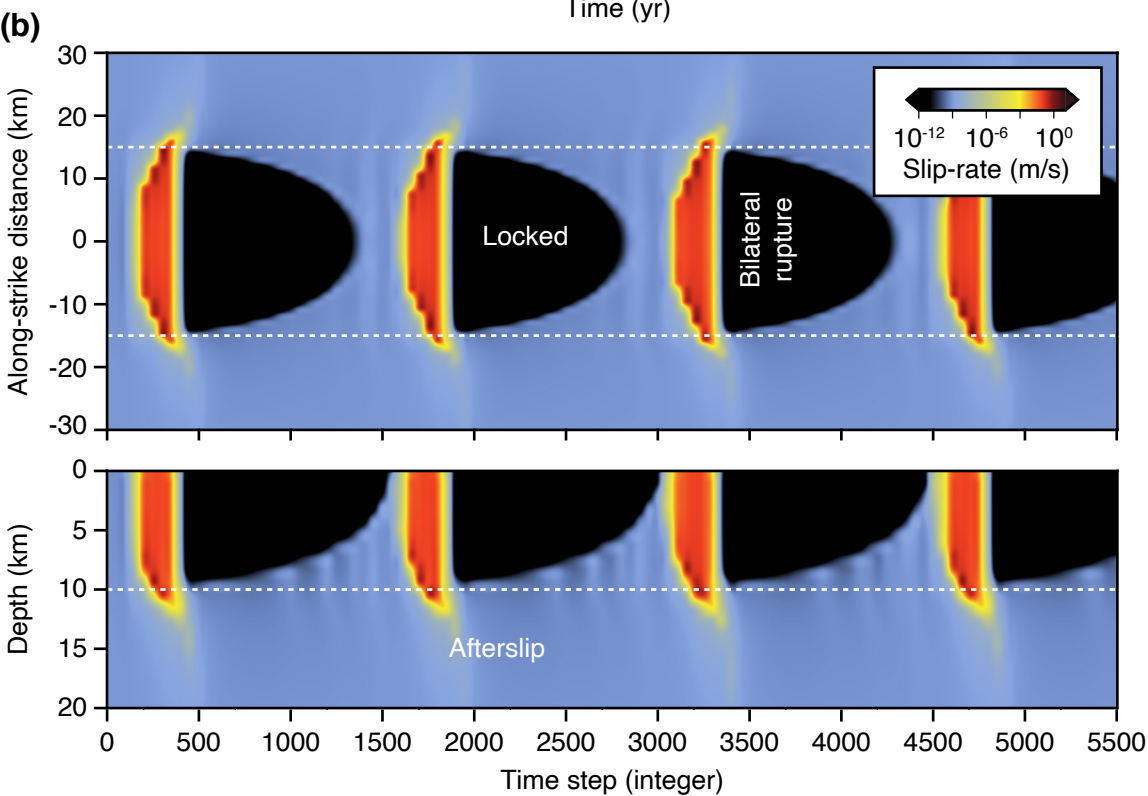 Time (yr)
(b)
30
20
10
0
-10
-20
-30
Along-strike distance (km)
10-12 10-6 100
Slip-rate (m/s)
Locked
Bilateral
rupture
0 500 1000 1500 2000 2500 3000 3500 4000 4500 5000 5500
0
5
10
15
20
Depth (km)
Afterslip
Time step (integer)